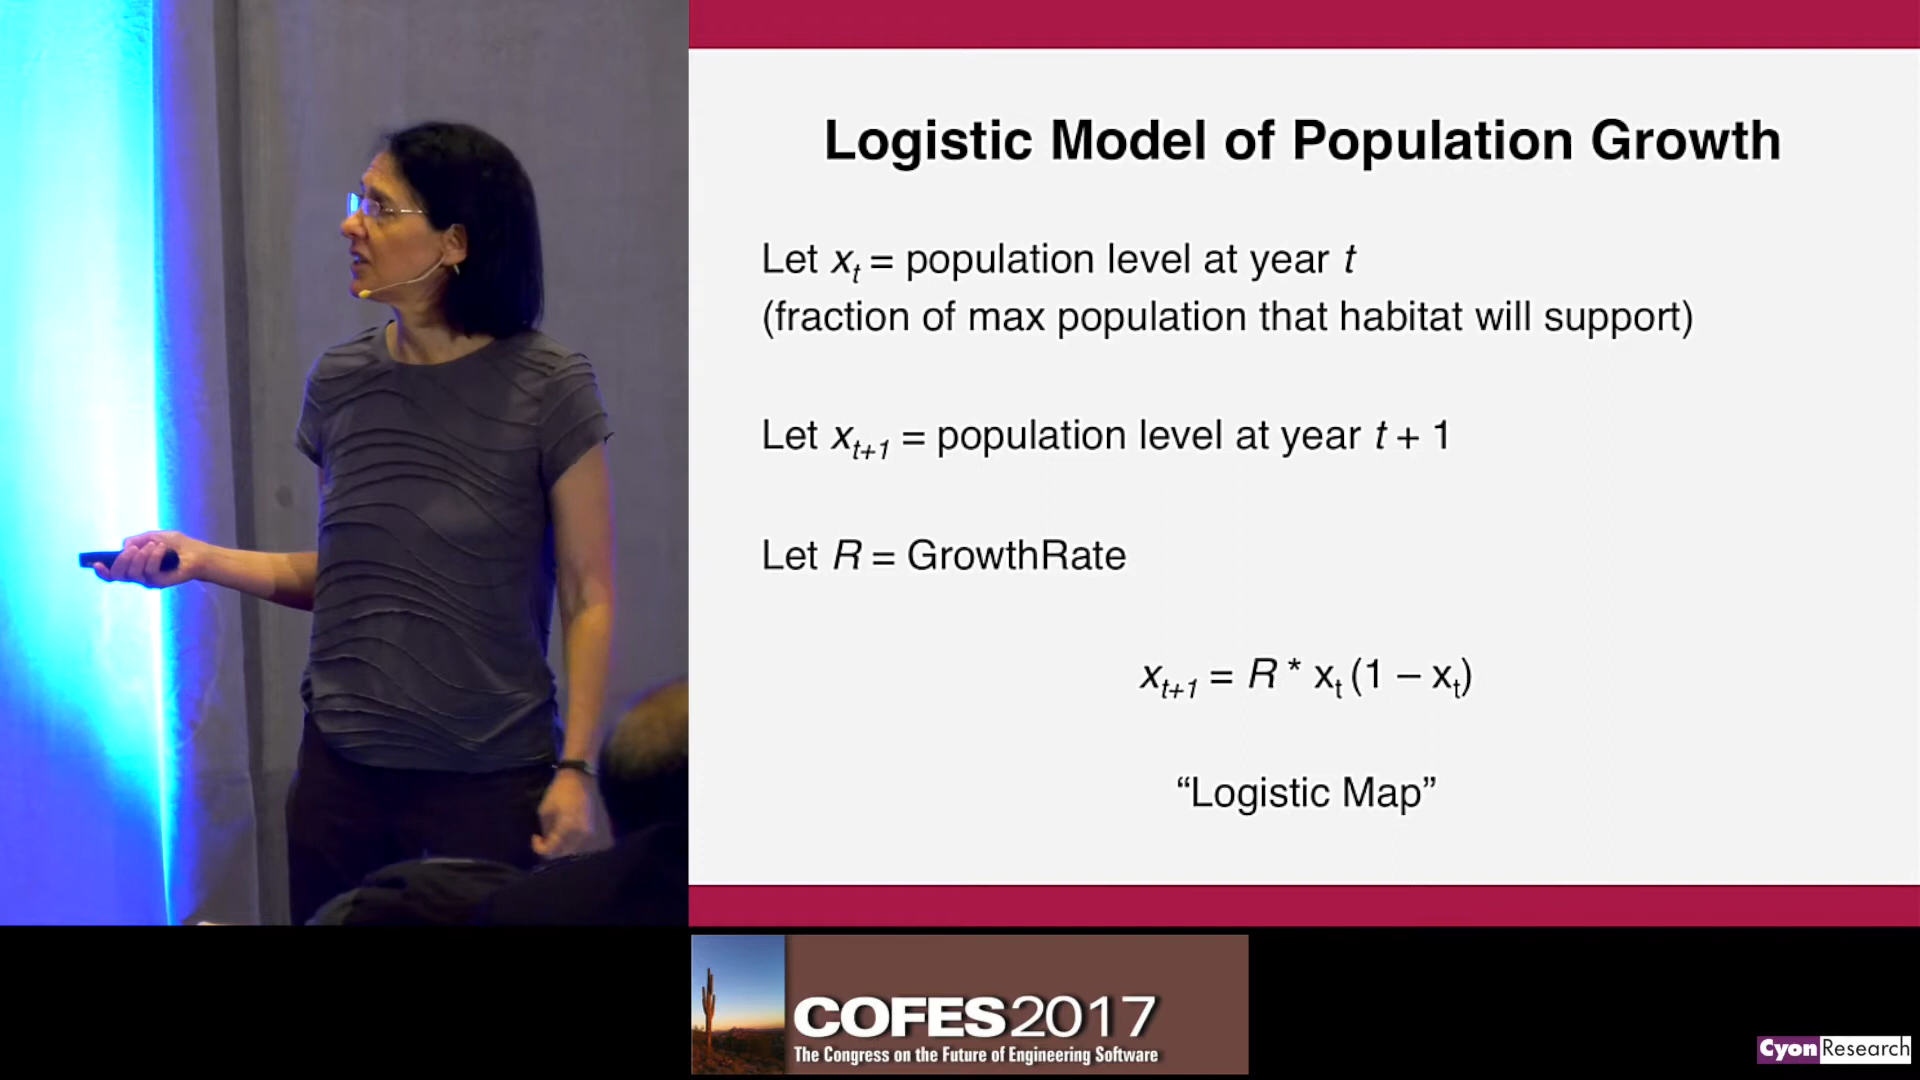 Logistic Model of Population Growth
Let xₜ = population level at year t
(fraction of max population that habitat will support)
Let xₜ₊₁ = population level at year t + 1
Let R = GrowthRate
xₜ₊₁ = R * xₜ (1 – xₜ)
“Logistic Map”
COFES2017
The Congress on the Future of Engineering Software
Cyon Research